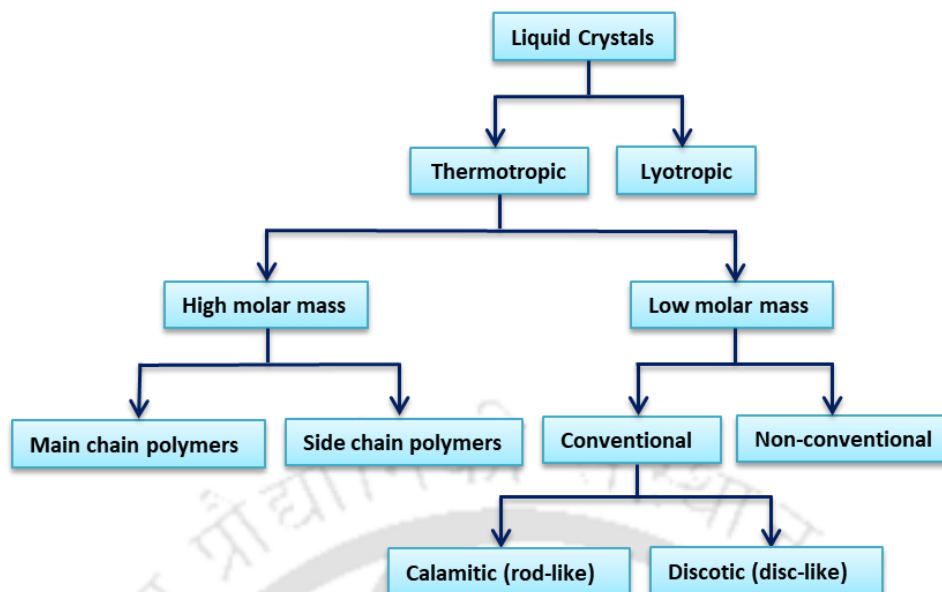 Liquid Crystals
Thermotropic
Lyotropic
High molar mass
Low molar mass
Main chain polymers
Side chain polymers
Conventional
Non-conventional
Calamitic (rod-like)
Discotic (disc-like)